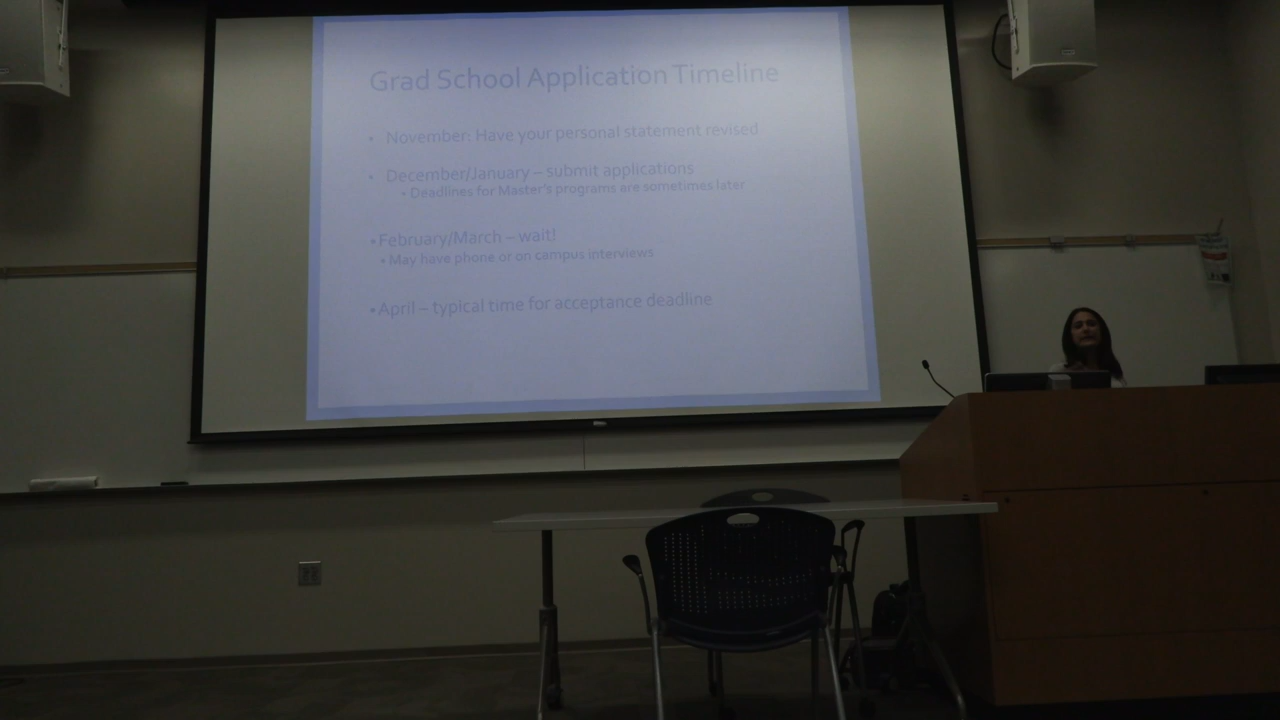 Grad School Application Timeline
• November: Have your personal statement revised
• December/January – submit applications
• Deadlines for Master's programs are sometimes later
• February/March – wait!
• May have phone or on campus interviews
• April – typical time for acceptance deadline